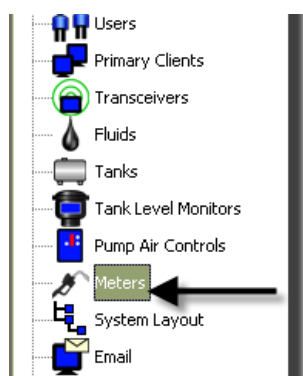 Users
Primary Clients
Transceivers
Fluids
Tanks
Tank Level Monitors
Pump Air Controls
Meters
System Layout
Email